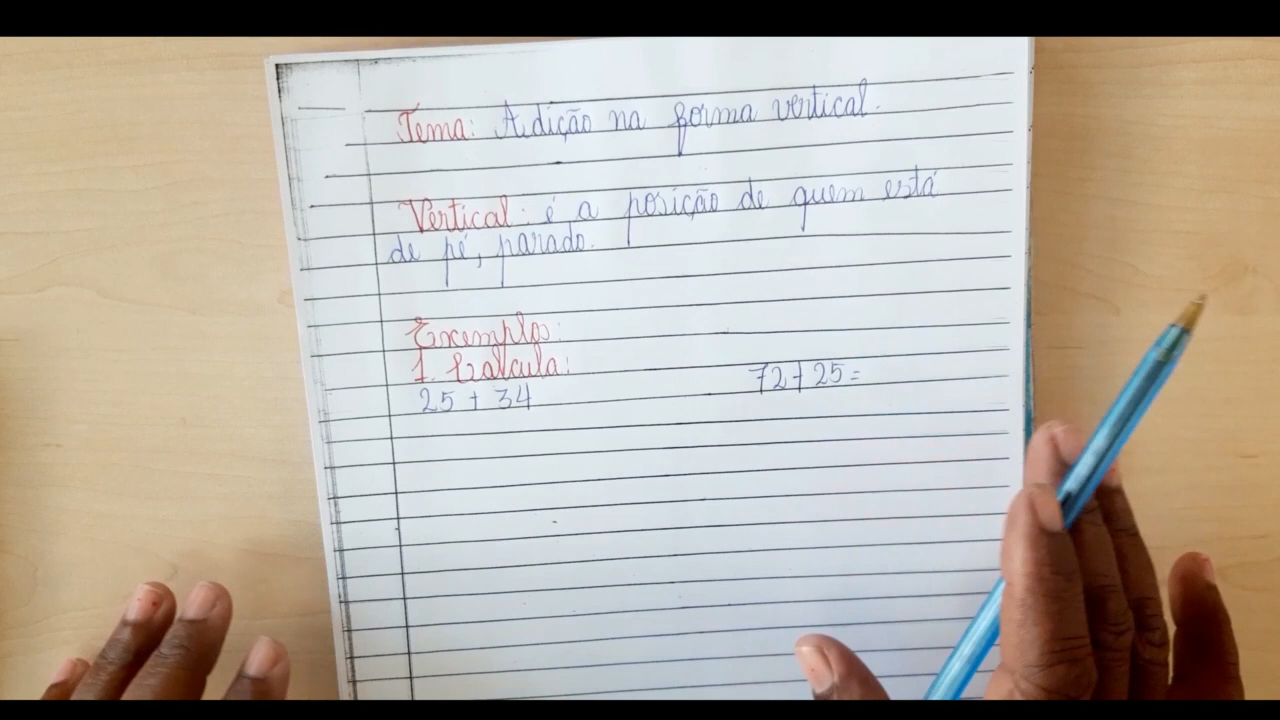 Tema: Adição na forma vertical.
Vertical: é a posição de quem está
de pé, parado.
Exemplo:
1. Calcula:
25 + 34
72+25=